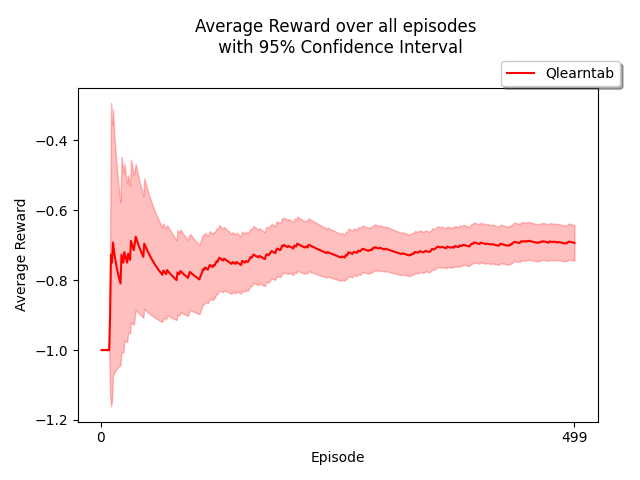 Average Reward over all episodes
with 95% Confidence Interval
Qlearntab
Average Reward
−0.4
−0.6
−0.8
−1.0
−1.2
0
499
Episode